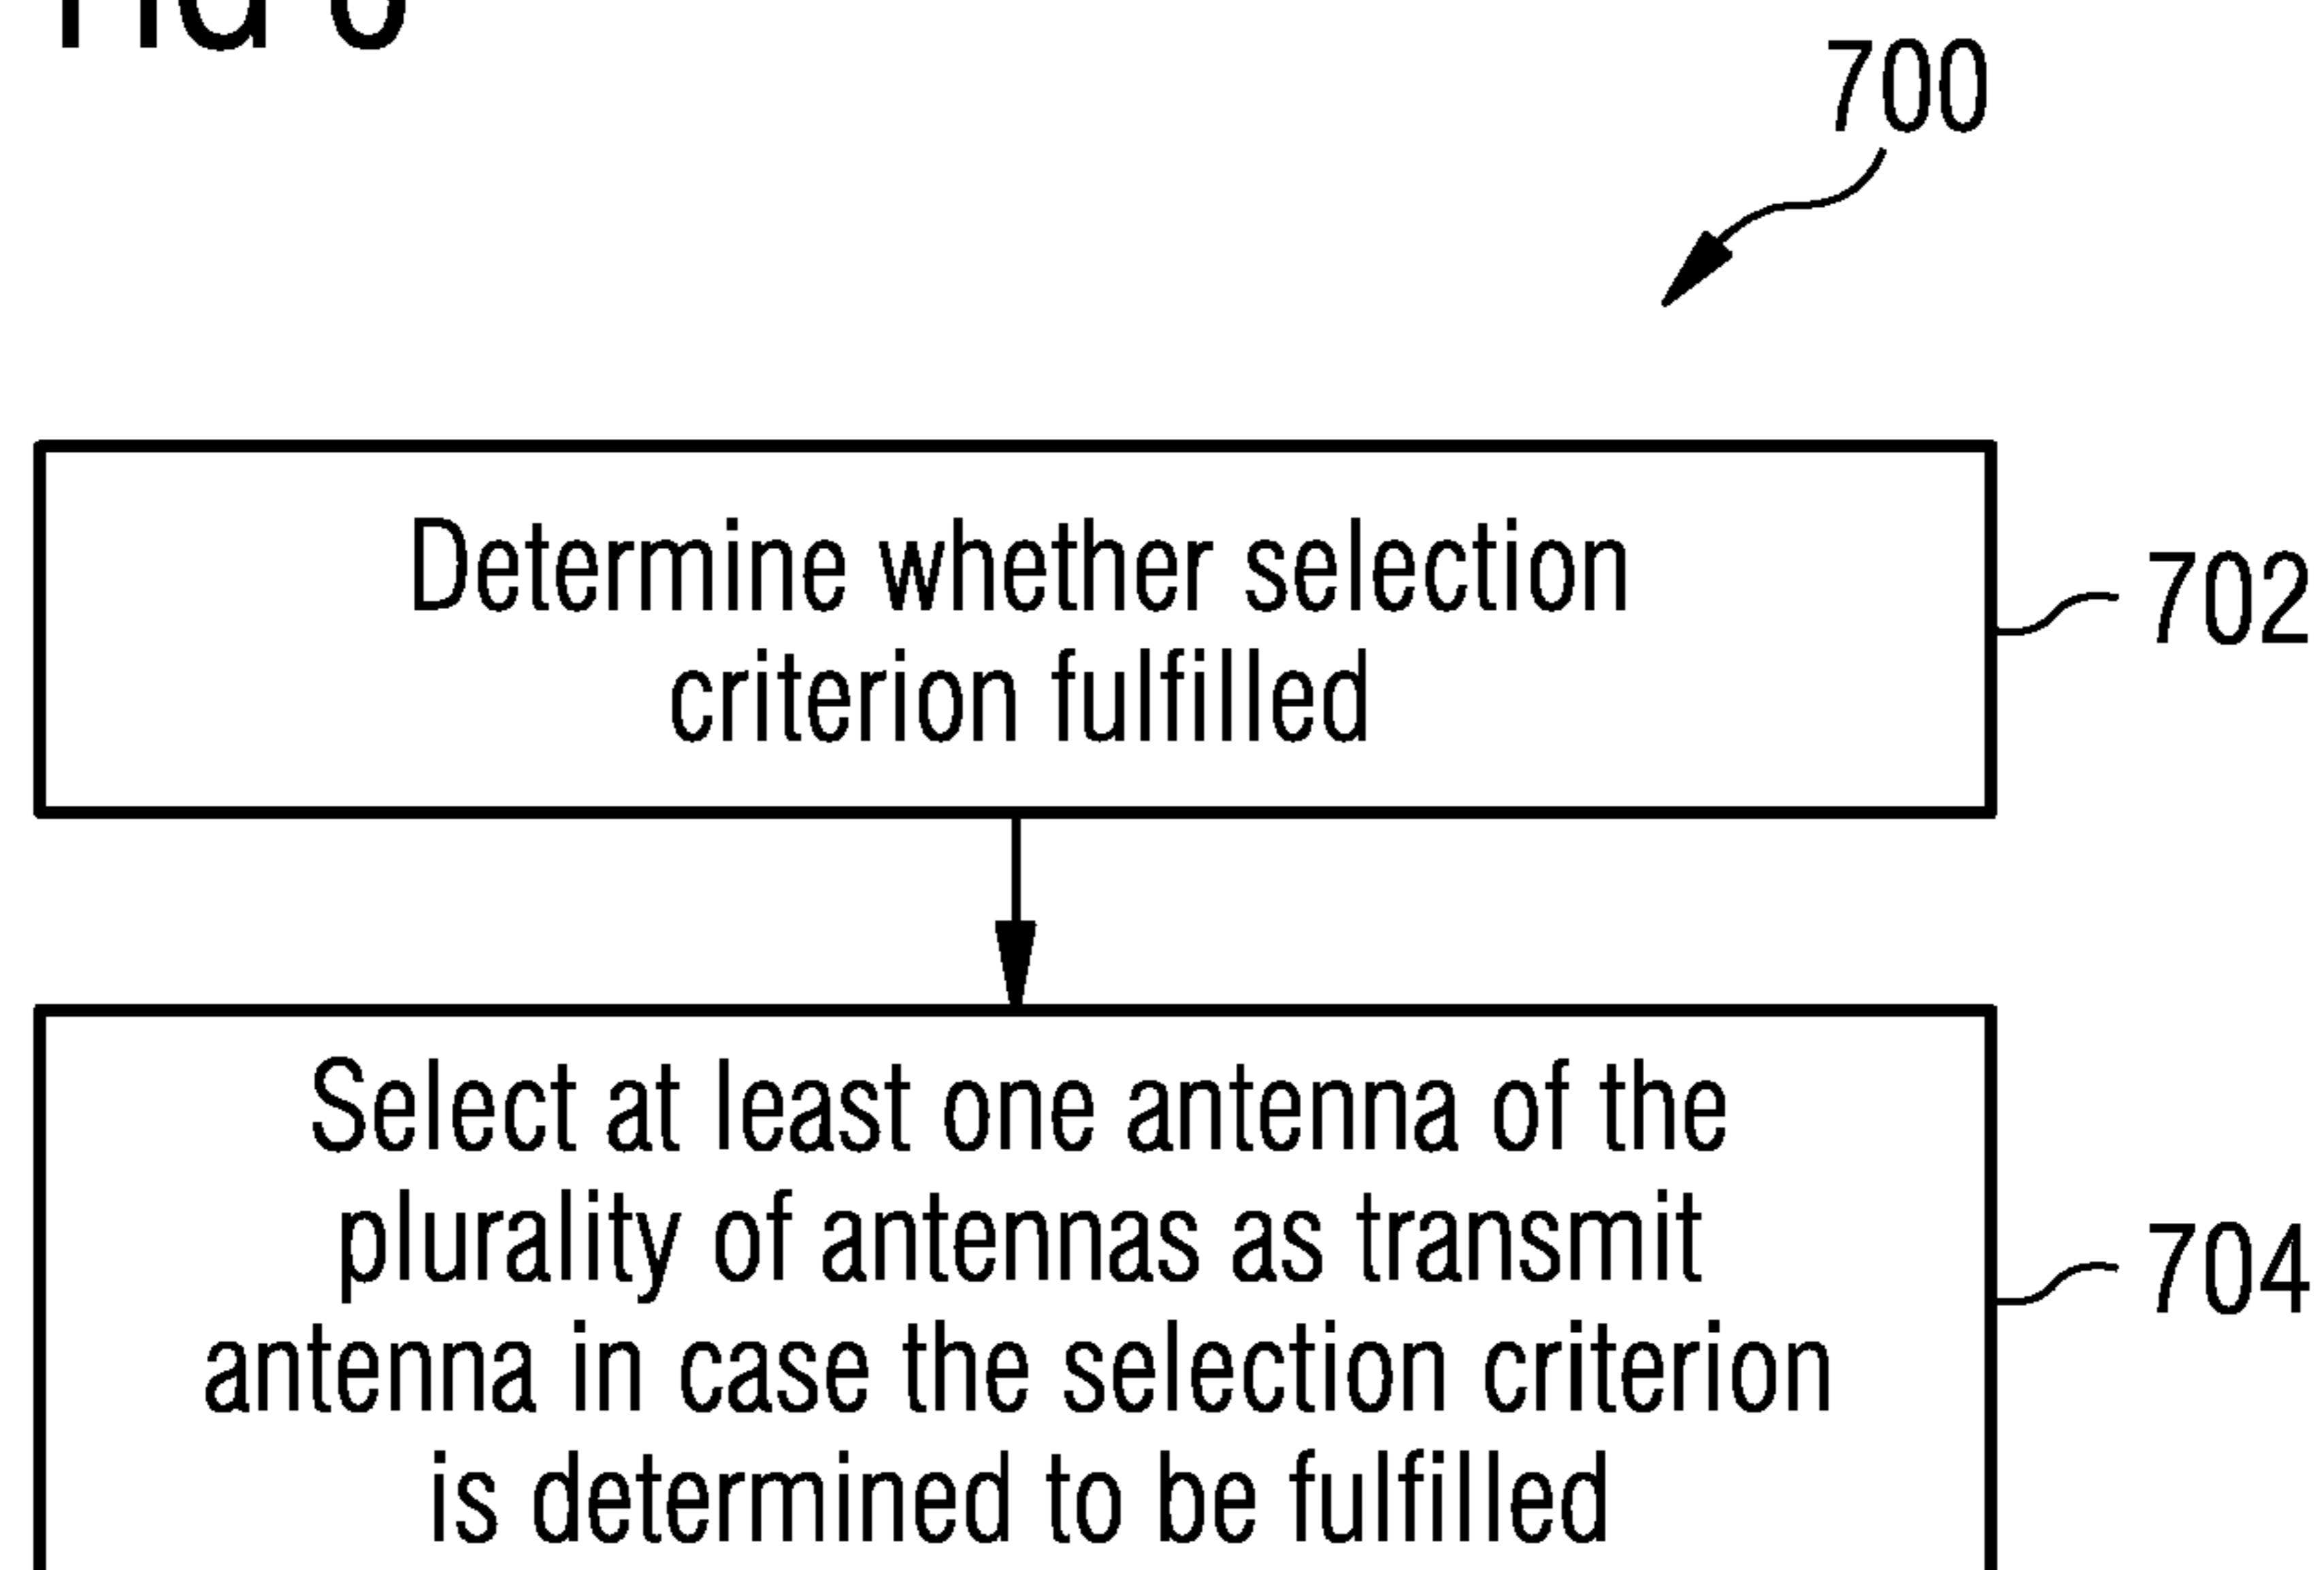 700
Determine whether selection
criterion fulfilled
702
Select at least one antenna of the
plurality of antennas as transmit
antenna in case the selection criterion
is determined to be fulfilled
704